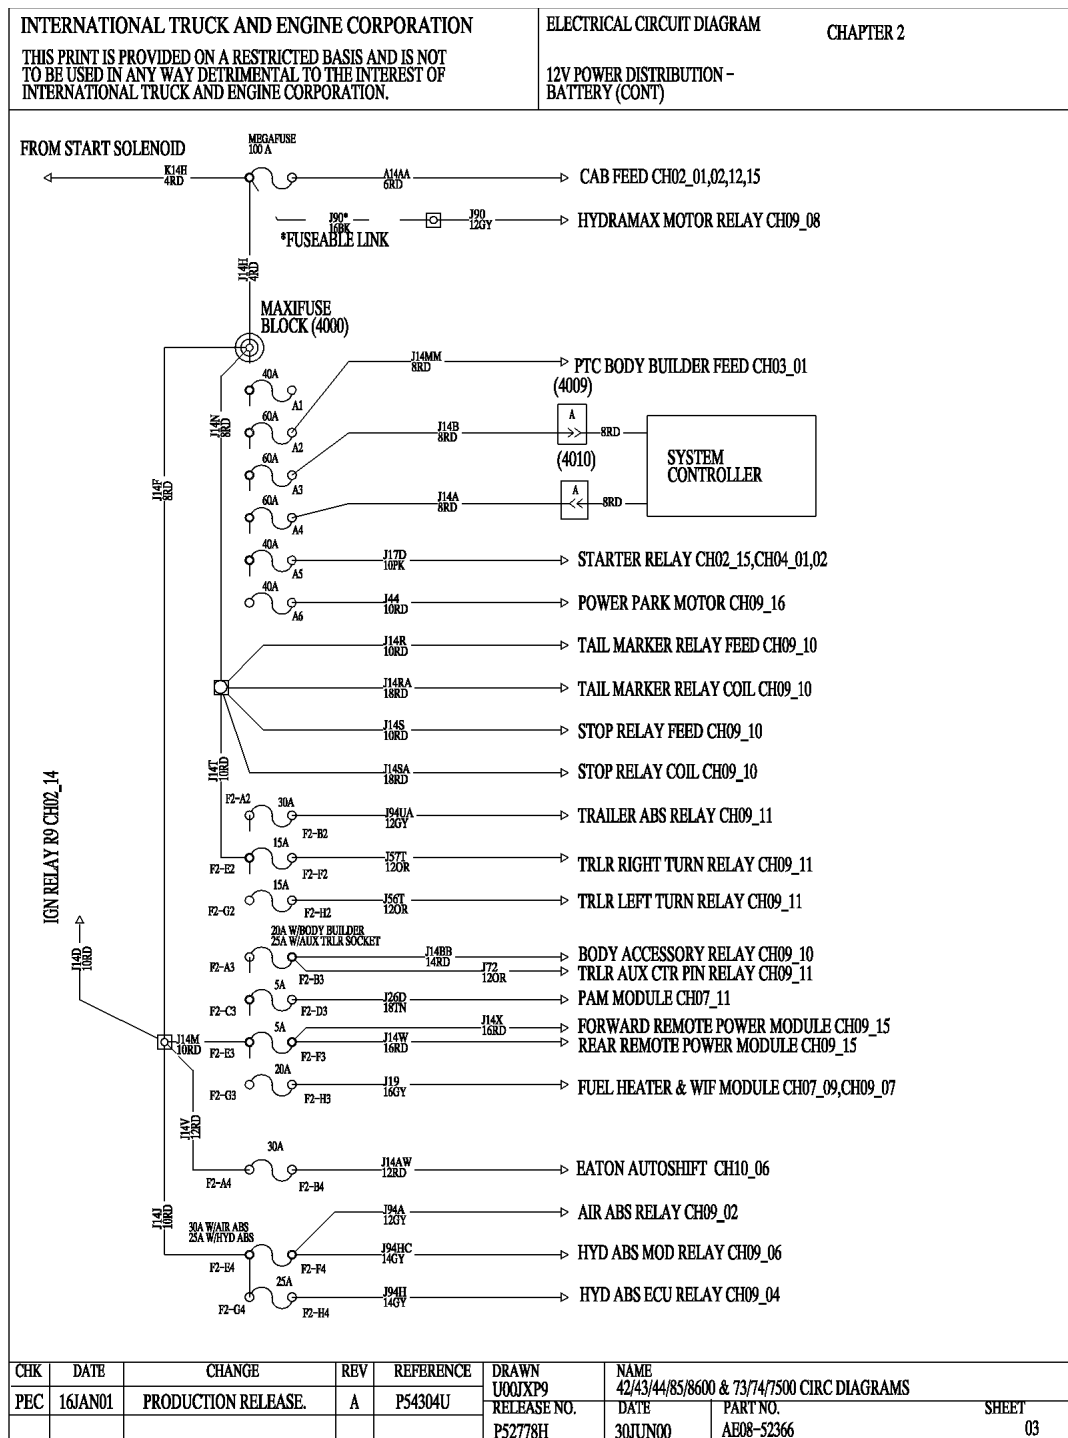 INTERNATIONAL TRUCK AND ENGINE CORPORATION
THIS PRINT IS PROVIDED ON A RESTRICTED BASIS AND IS NOT
TO BE USED IN ANY WAY DETRIMENTAL TO THE INTEREST OF
INTERNATIONAL TRUCK AND ENGINE CORPORATION.
ELECTRICAL CIRCUIT DIAGRAM
CHAPTER 2
12V POWER DISTRIBUTION –
BATTERY (CONT)
FROM START SOLENOID
MEGAFUSE
100 A
K14H
4RD
A14AA
6RD
CAB FEED CH02_01,02,12,15
J90*
16BK
*FUSEABLE LINK
J90
12GY
HYDRAMAX MOTOR RELAY CH09_08
J14H
4RD
MAXIFUSE
BLOCK (4000)
J14MM
8RD
PTC BODY BUILDER FEED CH03_01
40A
A1
(4009)
A
J14N
8RD
60A
A2
J14B
8RD
8RD
SYSTEM
CONTROLLER
60A
A3
(4010)
A
J14F
8RD
J14A
8RD
8RD
60A
A4
40A
A5
J17D
10PK
STARTER RELAY CH02_15,CH04_01,02
40A
A6
J44
10RD
POWER PARK MOTOR CH09_16
J14R
10RD
TAIL MARKER RELAY FEED CH09_10
J14RA
18RD
TAIL MARKER RELAY COIL CH09_10
J14S
10RD
STOP RELAY FEED CH09_10
J14SA
18RD
STOP RELAY COIL CH09_10
J14T
10RD
IGN RELAY R9 CH02_14
F2-A2
30A
F2-B2
J94UA
12GY
TRAILER ABS RELAY CH09_11
15A
F2-E2
F2-F2
J57T
12OR
TRLR RIGHT TURN RELAY CH09_11
15A
F2-G2
F2-H2
J56T
12OR
TRLR LEFT TURN RELAY CH09_11
20A W/BODY BUILDER
25A W/AUX TRLR SOCKET
F2-A3
F2-B3
J14BB
14RD
BODY ACCESSORY RELAY CH09_10
J72
12OR
TRLR AUX CTR PIN RELAY CH09_11
J14D
10RD
5A
F2-C3
F2-D3
J26D
18TN
PAM MODULE CH07_11
J14X
16RD
FORWARD REMOTE POWER MODULE CH09_15
J14M
10RD
5A
F2-E3
F2-F3
J14W
16RD
REAR REMOTE POWER MODULE CH09_15
20A
F2-G3
F2-H3
J19
16GY
FUEL HEATER & WIF MODULE CH07_09,CH09_07
J14V
12RD
30A
F2-A4
F2-B4
J14AW
12RD
EATON AUTOSHIFT CH10_06
J14J
10RD
J94A
12GY
AIR ABS RELAY CH09_02
30A W/AIR ABS
25A W/HYD ABS
F2-E4
F2-F4
J94HC
14GY
HYD ABS MOD RELAY CH09_06
25A
F2-G4
F2-H4
J94H
14GY
HYD ABS ECU RELAY CH09_04
CHK DATE CHANGE REV REFERENCE
PEC 16JAN01 PRODUCTION RELEASE. A P54304U
DRAWN
U00JXP9
NAME
42/43/44/85/8600 & 73/74/7500 CIRC DIAGRAMS
RELEASE NO.
P52778H
DATE
30JUN00
PART NO.
AE08-52366
SHEET
03